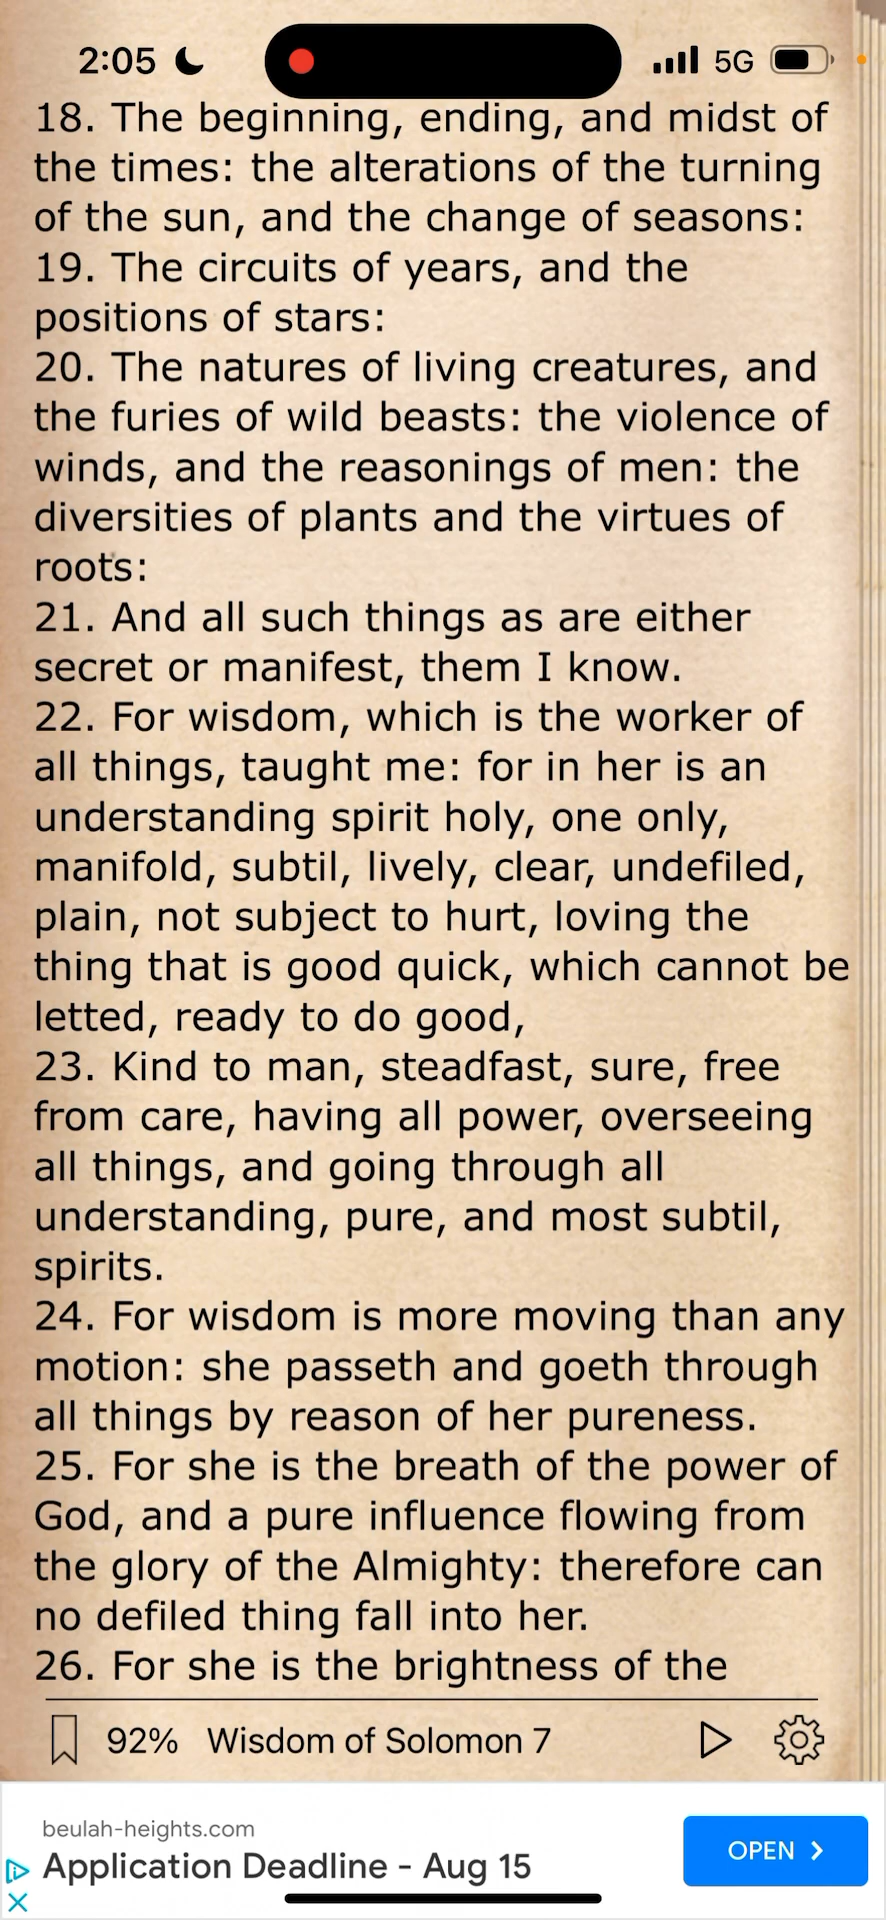 2:05
5G
18. The beginning, ending, and midst of
the times: the alterations of the turning
of the sun, and the change of seasons:
19. The circuits of years, and the
positions of stars:
20. The natures of living creatures, and
the furies of wild beasts: the violence of
winds, and the reasonings of men: the
diversities of plants and the virtues of
roots:
21. And all such things as are either
secret or manifest, them I know.
22. For wisdom, which is the worker of
all things, taught me: for in her is an
understanding spirit holy, one only,
manifold, subtil, lively, clear, undefiled,
plain, not subject to hurt, loving the
thing that is good quick, which cannot be
letted, ready to do good,
23. Kind to man, steadfast, sure, free
from care, having all power, overseeing
all things, and going through all
understanding, pure, and most subtil,
spirits.
24. For wisdom is more moving than any
motion: she passeth and goeth through
all things by reason of her pureness.
25. For she is the breath of the power of
God, and a pure influence flowing from
the glory of the Almighty: therefore can
no defiled thing fall into her.
26. For she is the brightness of the
92% Wisdom of Solomon 7
beulah-heights.com
Application Deadline - Aug 15
OPEN